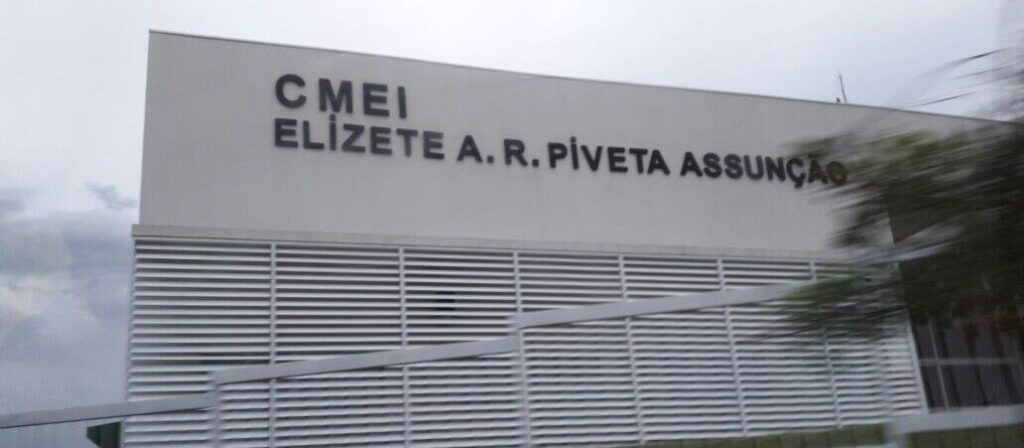 CMEI
ELİZETE A. R. PİVETA ASSUNÇÃO